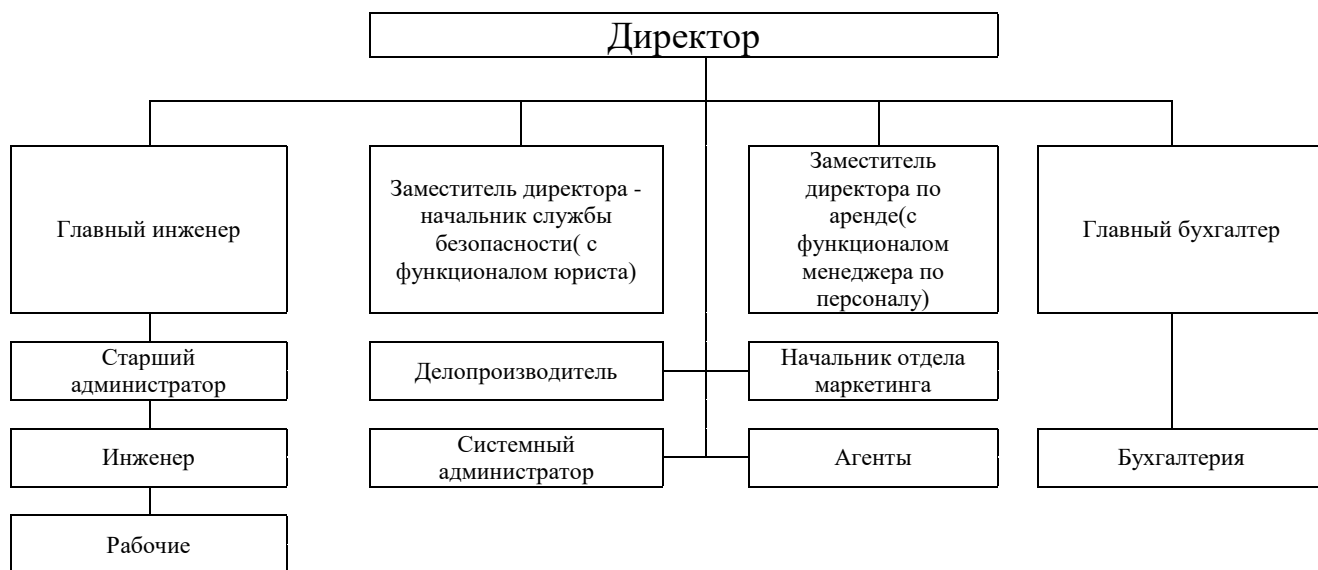 Директор
Главный инженер
Заместитель директора -
начальник службы
безопасности( с
функционалом юриста)
Заместитель
директора по
аренде(с
функционалом
менеджера по
персоналу)
Главный бухгалтер
Старший
администратор
Делопроизводитель
Начальник отдела
маркетинга
Инженер
Системный
администратор
Агенты
Бухгалтерия
Рабочие